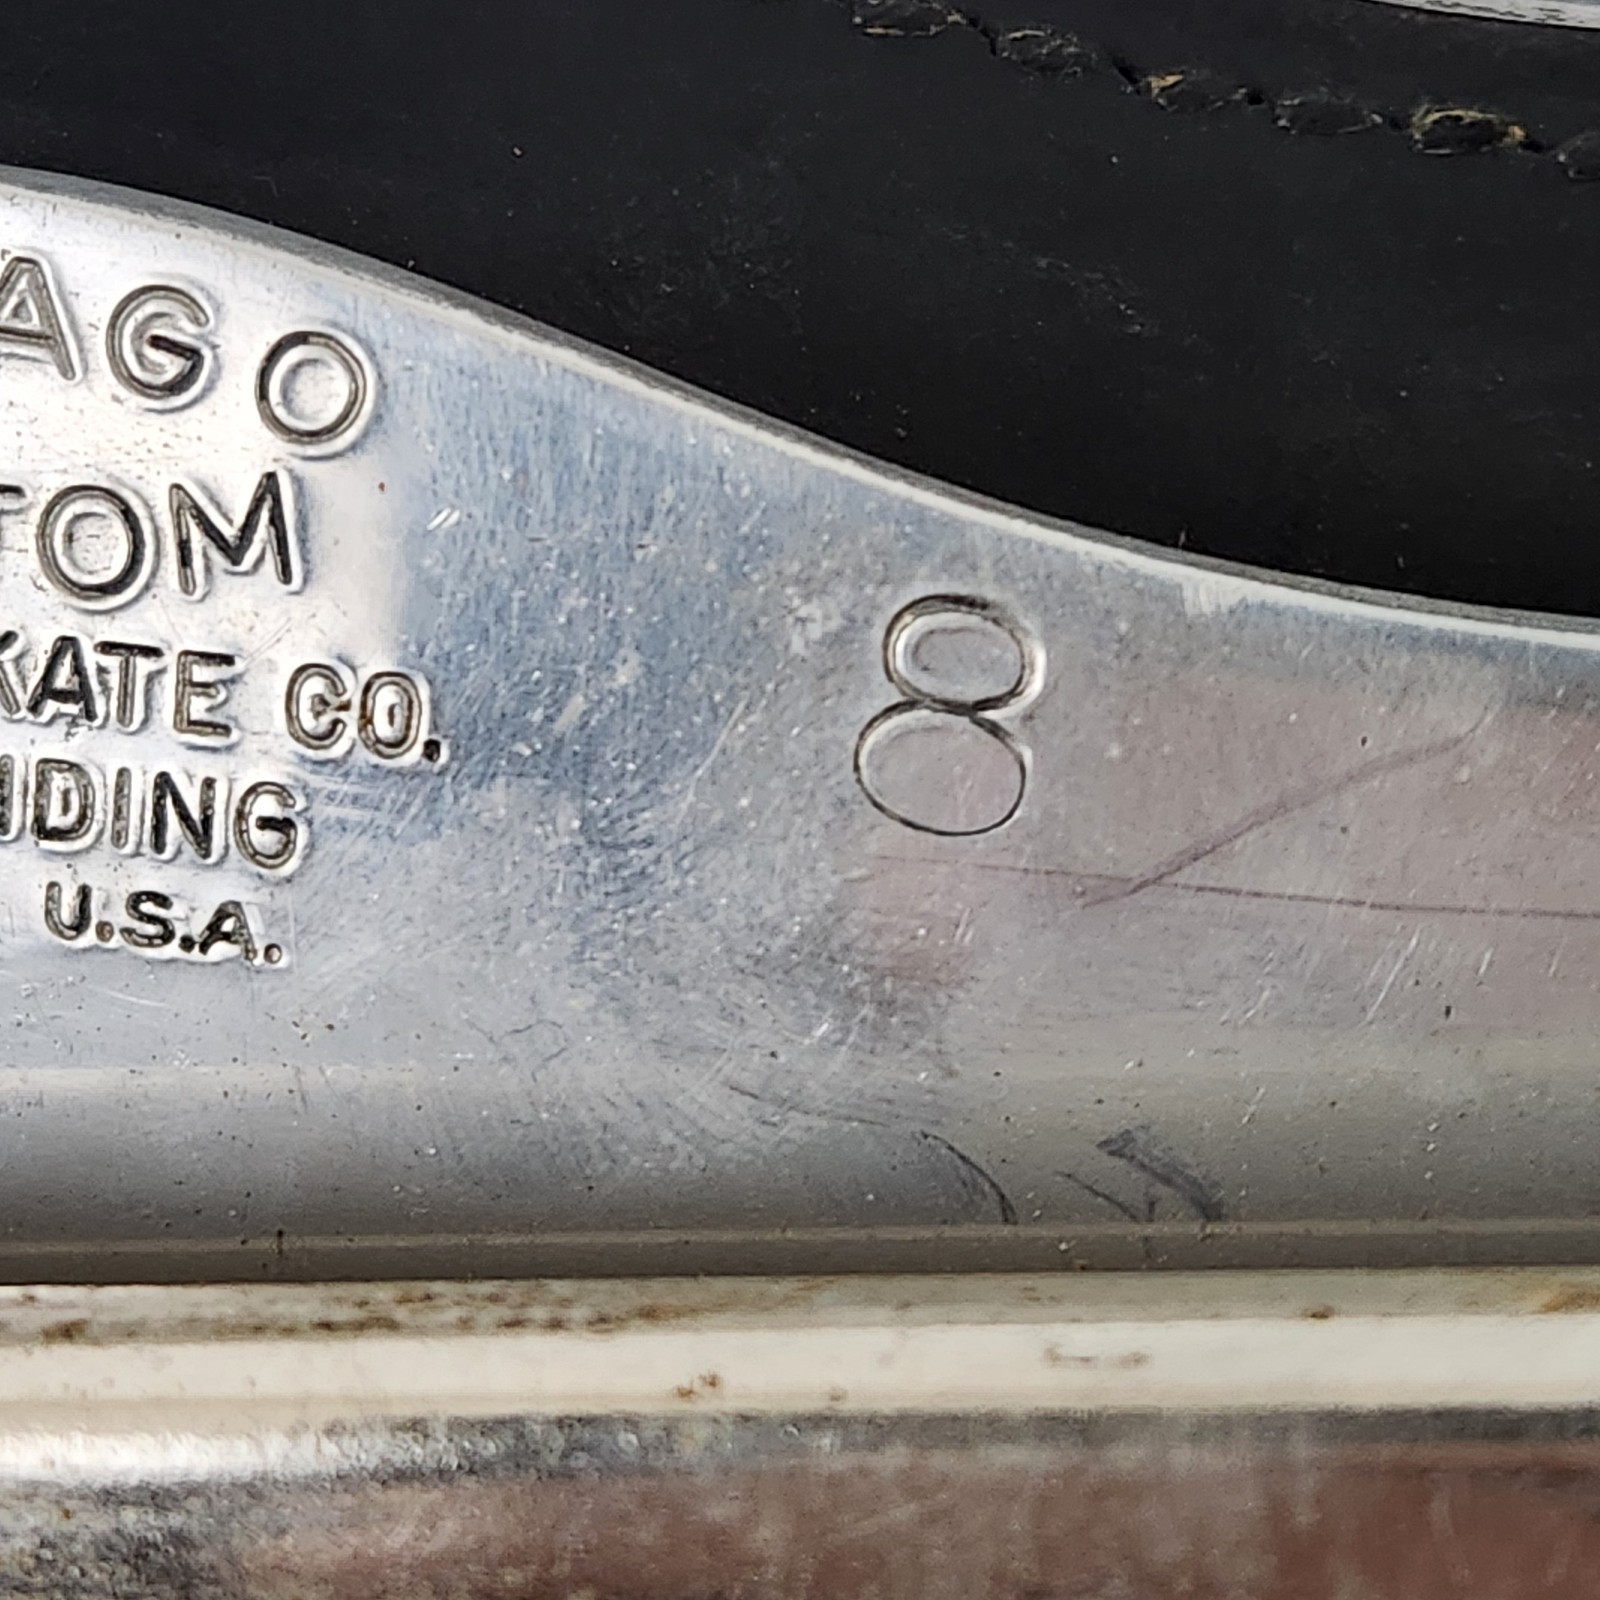 AGO
TOM
KATE CO.
IDING
U.S.A.
8